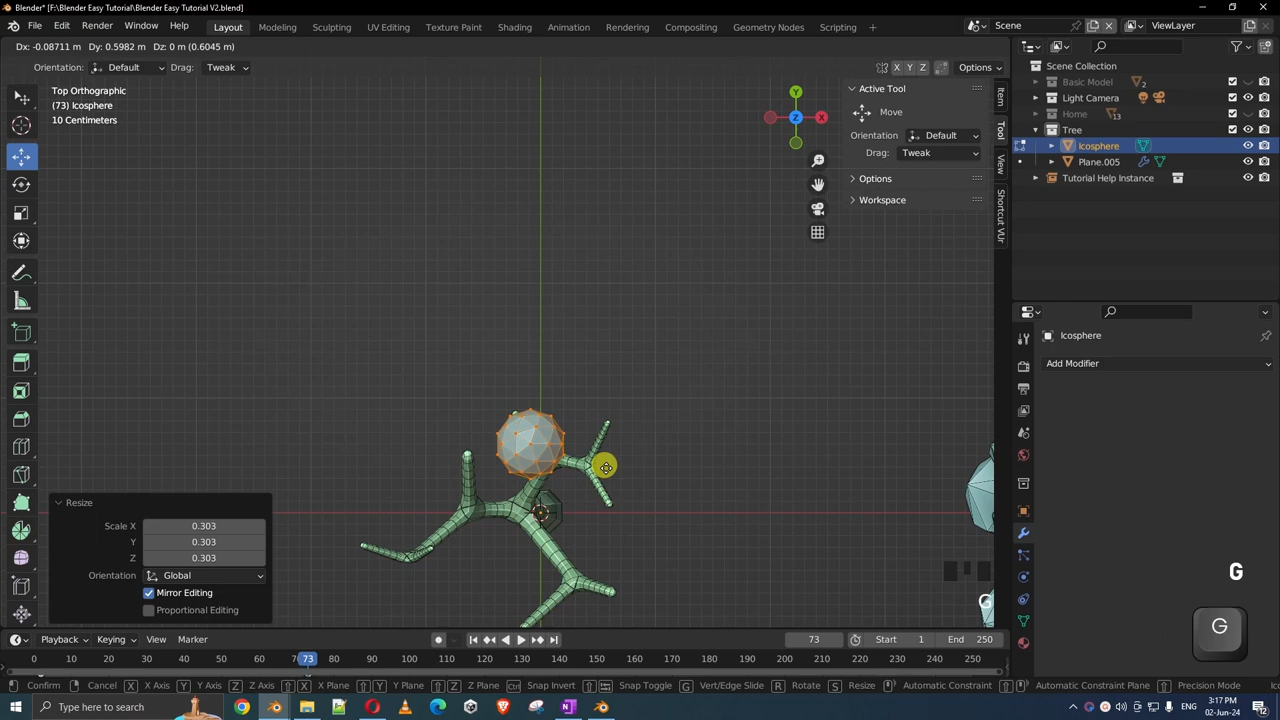 Blender* [F:\Blender Easy Tutorial\Blender Easy Tutorial V2.blend]
File Edit Render Window Help Layout Modeling Sculpting UV Editing Texture Paint Shading Animation Rendering Compositing Geometry Nodes Scripting Scene ViewLayer
Dx: -0.08711 m Dy: 0.5982 m Dz: 0 m (0.6045 m)
Orientation: Default Drag: Tweak X Y Z Options
Top Orthographic
(73) Icosphere
10 Centimeters
Y
Z X
Active Tool
Move
Orientation Default
Drag: Tweak
Options
Workspace
Item
Tool
View
Shortcut VUr
Scene Collection
Basic Model 2
Light Camera
Home 13
Tree
Icosphere
Plane.005
Tutorial Help Instance
Icosphere
Add Modifier
Resize
Scale X 0.303
Y 0.303
Z 0.303
Orientation Global
Mirror Editing
Proportional Editing
G
G
G
Playback Keying View Marker 73 Start 1 End 250
0 10 20 30 40 50 60 73 80 90 100 110 120 130 140 150 160 170 180 190 200 210 220 230 240 250
Confirm Cancel X X Axis Y Y Axis Z Z Axis X X Plane Y Y Plane Z Z Plane Ctrl Snap Invert Snap Toggle G Vert/Edge Slide R Rotate S Resize Automatic Constraint Automatic Constraint Plane Precision Mode
Type here to search ENG 3:17 PM
02-Jun-24